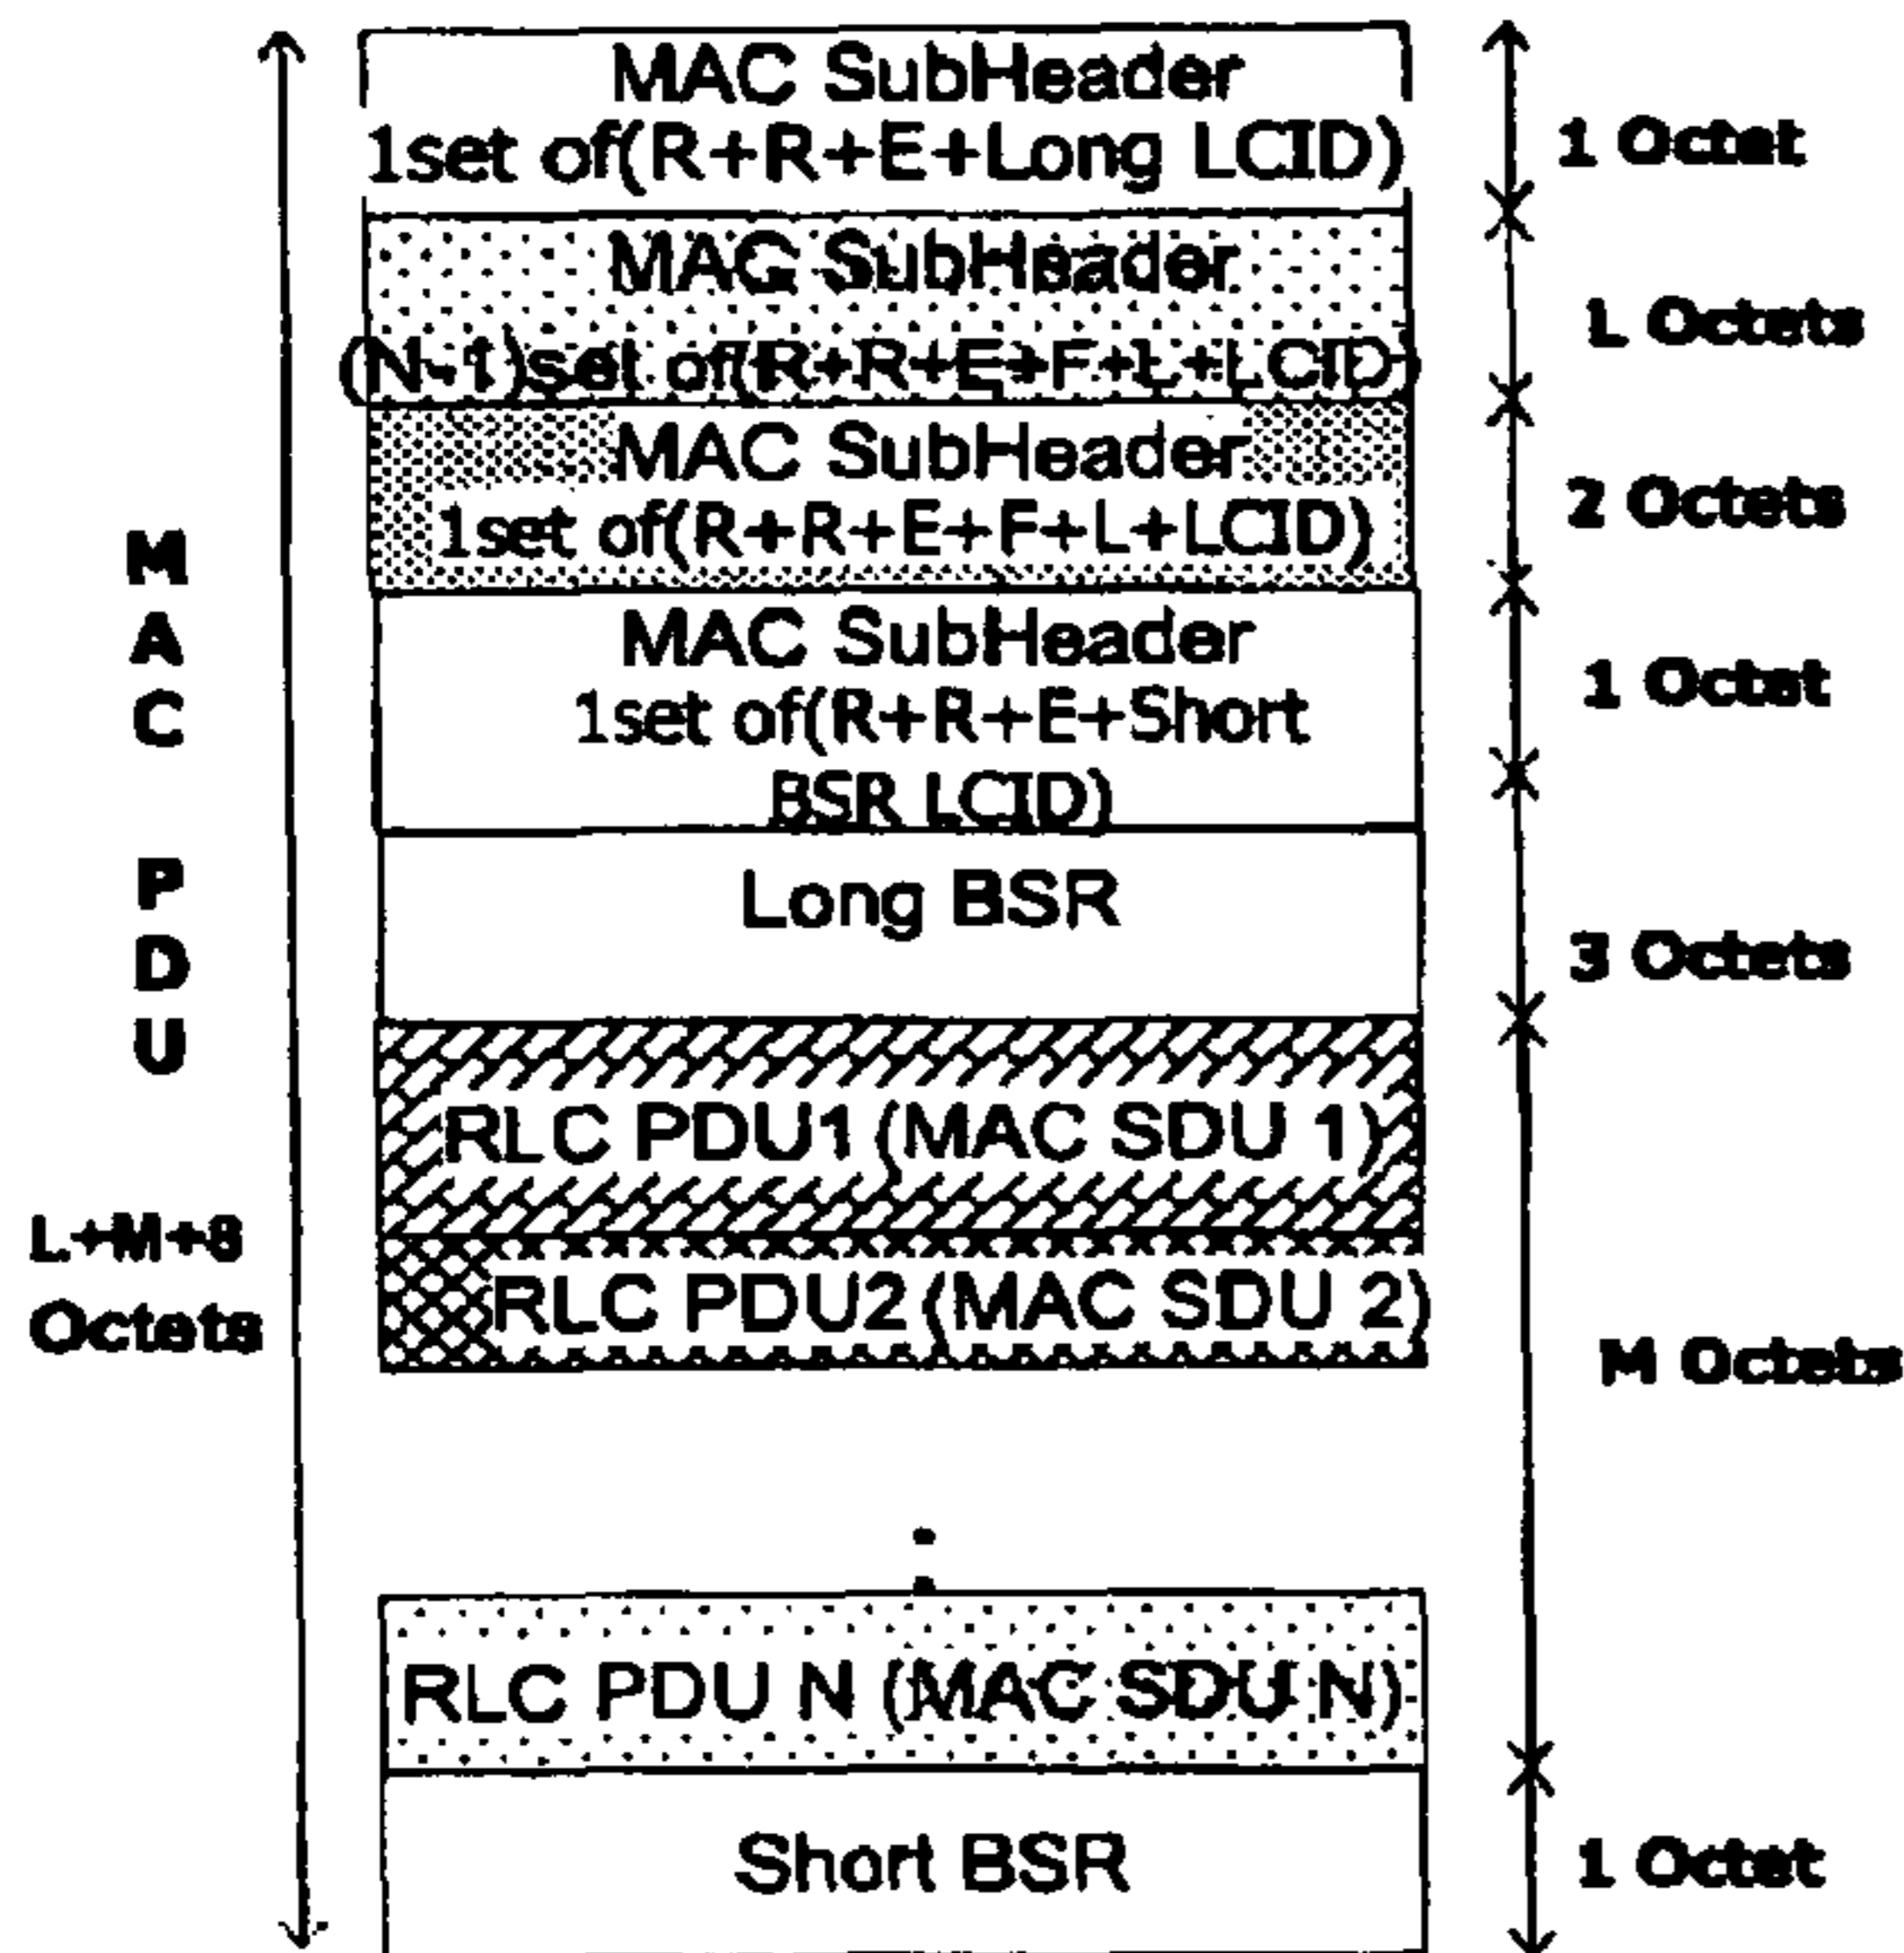 MAC SubHeader
1set of(R+R+E+Long LCID)
1 Octet
MAC SubHeader
(N-1)set of(R+R+E+F+L+LCID)
L Octets
MAC SubHeader
1set of(R+R+E+F+L+LCID)
2 Octets
MAC SubHeader
1set of(R+R+E+Short
BSR LCID)
1 Octet
Long BSR
3 Octets
MAC PDU
L+M+8
Octets
RLC PDU1 (MAC SDU 1)
RLC PDU2 (MAC SDU 2)
M Octets
RLC PDU N (MAC SDU N)
Short BSR
1 Octet